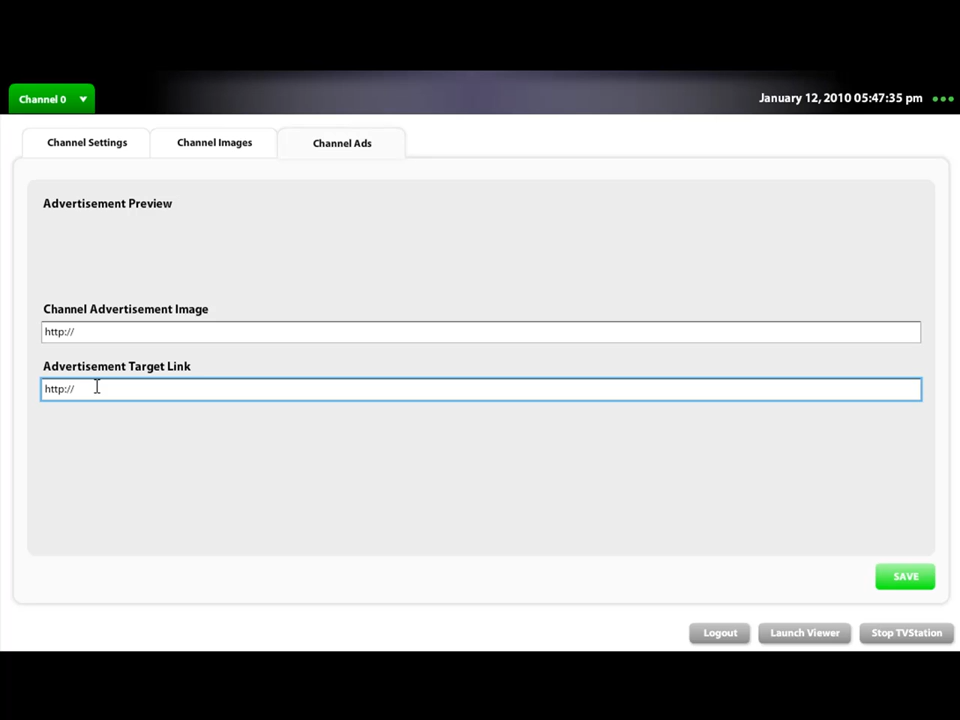 Channel 0
January 12, 2010 05:47:35 pm
Channel Settings
Channel Images
Channel Ads
Advertisement Preview
Channel Advertisement Image
http://
Advertisement Target Link
http://
SAVE
Logout
Launch Viewer
Stop TVStation